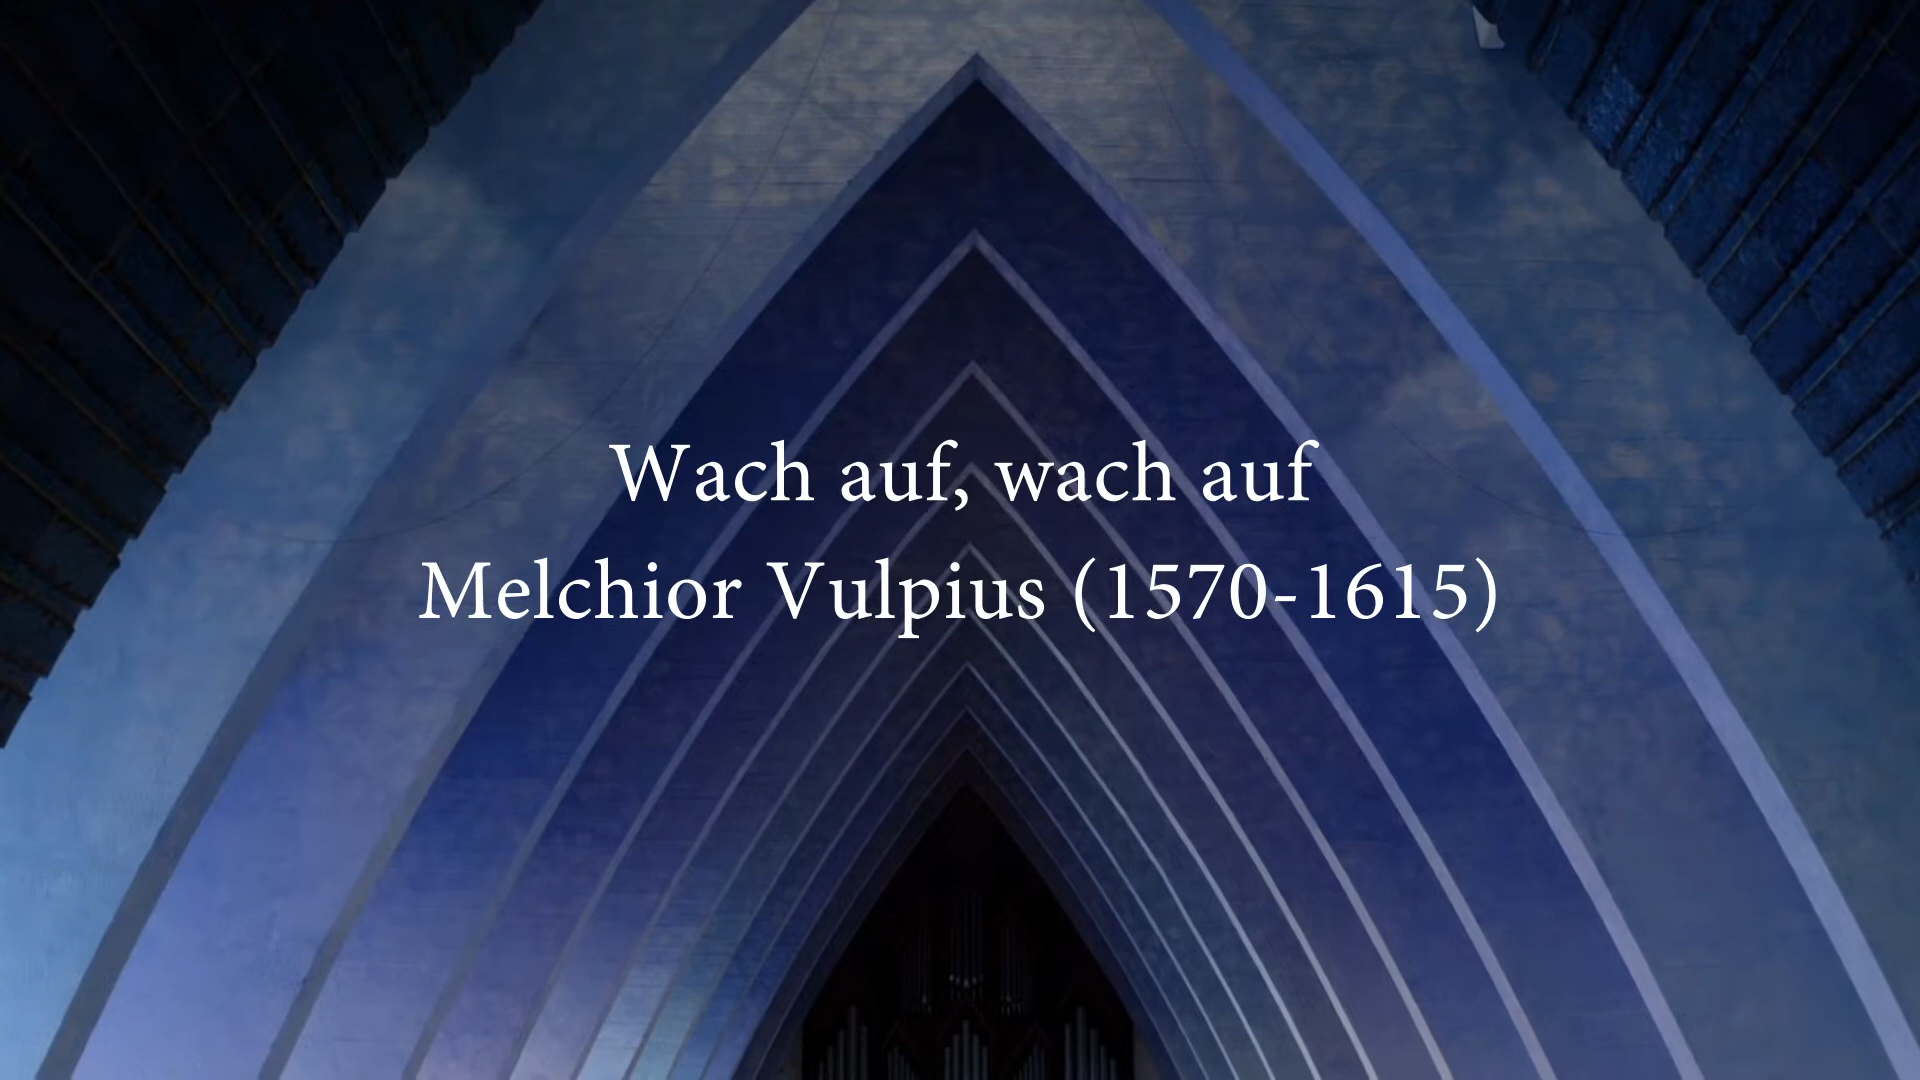 Wach auf, wach auf
Melchior Vulpius (1570-1615)